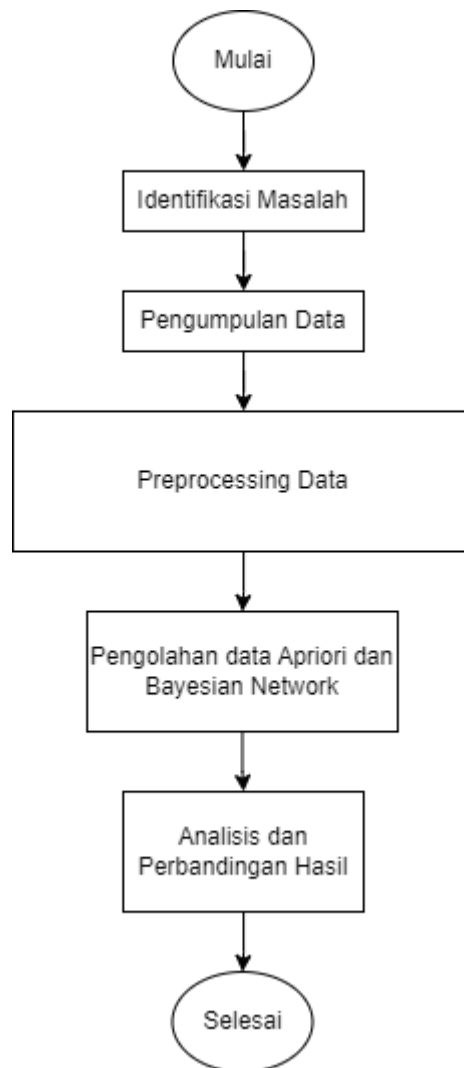 Mulai
Identifikasi Masalah
Pengumpulan Data
Preprocessing Data
Pengolahan data Apriori dan
Bayesian Network
Analisis dan
Perbandingan Hasil
Selesai